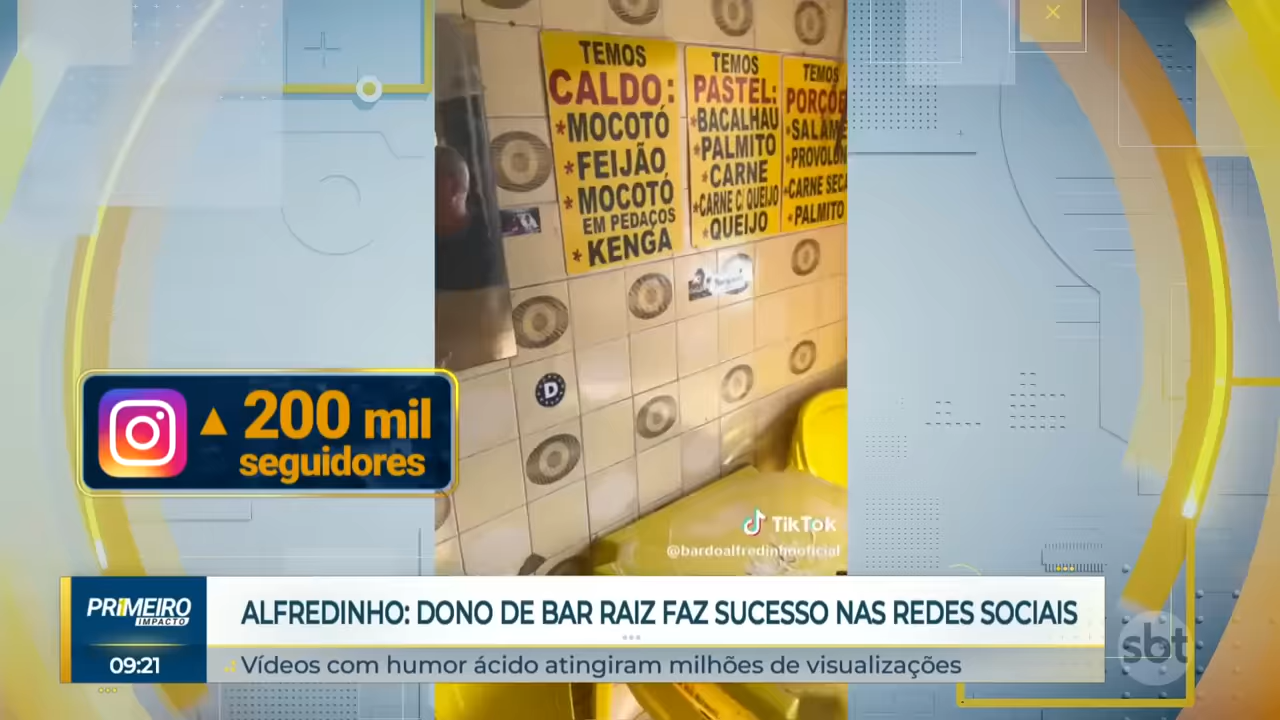 TEMOS
CALDO:
*MOCOTÓ
*FEIJÃO
*MOCOTÓ
EM PEDAÇOS
*KENGA
TEMOS
PASTEL:
*BACALHAU
*PALMITO
*CARNE
*CARNE C/ QUEIJO
*QUEIJO
TEMOS
*SALAME
*CARNE SECA
*PALMITO
D
200 mil
seguidores
TikTok
@bardoalfredinhooficial
PRIMEIRO
IMPACTO
09:21
ALFREDINHO: DONO DE BAR RAIZ FAZ SUCESSO NAS REDES SOCIAIS
Vídeos com humor ácido atingiram milhões de visualizações
sbt